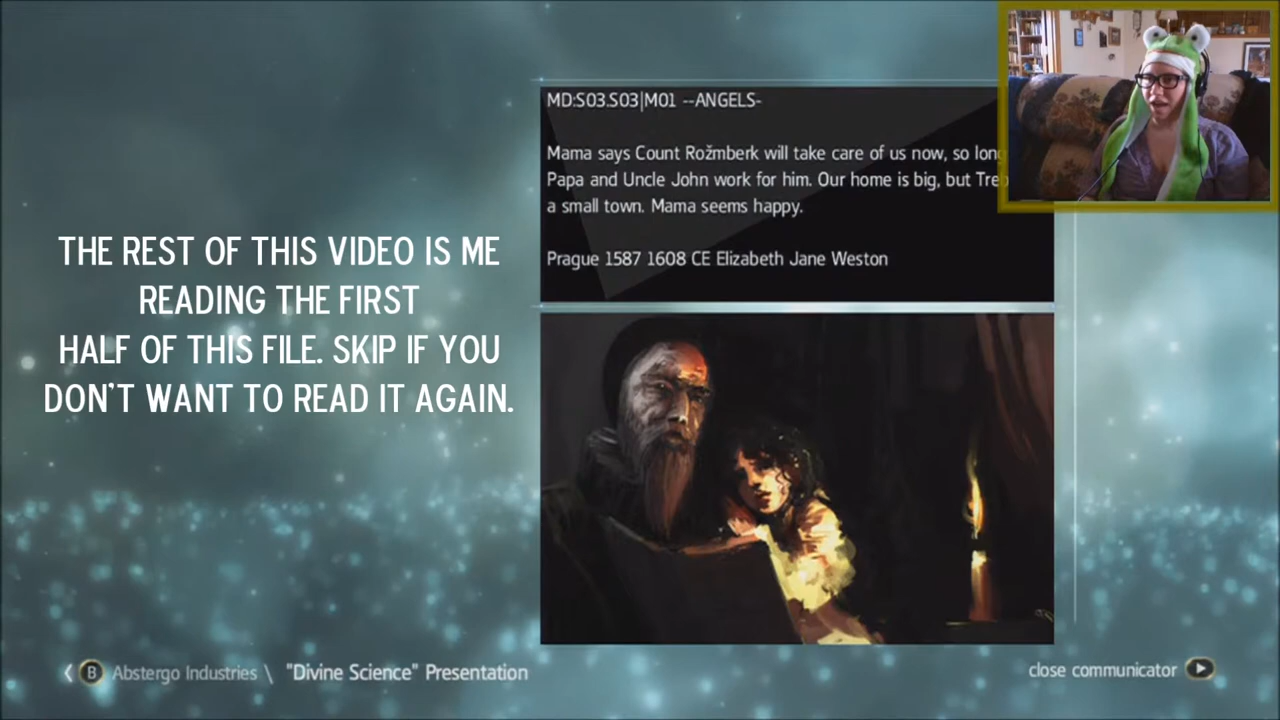 MD:S03.S03|M01 --ANGELS-
Mama says Count Rožmberk will take care of us now, so long
Papa and Uncle John work for him. Our home is big, but
a small town. Mama seems happy.
Prague 1587 1608 CE Elizabeth Jane Weston
THE REST OF THIS VIDEO IS ME
READING THE FIRST
HALF OF THIS FILE. SKIP IF YOU
DON'T WANT TO READ IT AGAIN.
B Abstergo Industries \ "Divine Science" Presentation
close communicator